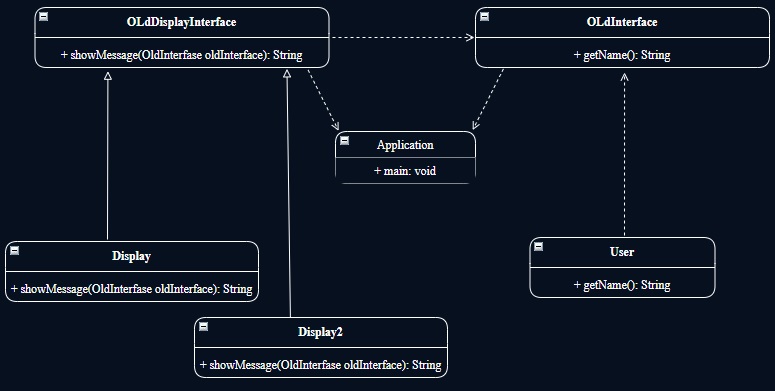 OLdDisplayInterface
+ showMessage(OldInterfase oldInterface): String
OLdInterface
+ getName(): String
Application
+ main: void
Display
+ showMessage(OldInterfase oldInterface): String
User
+ getName(): String
Display2
+ showMessage(OldInterfase oldInterface): String